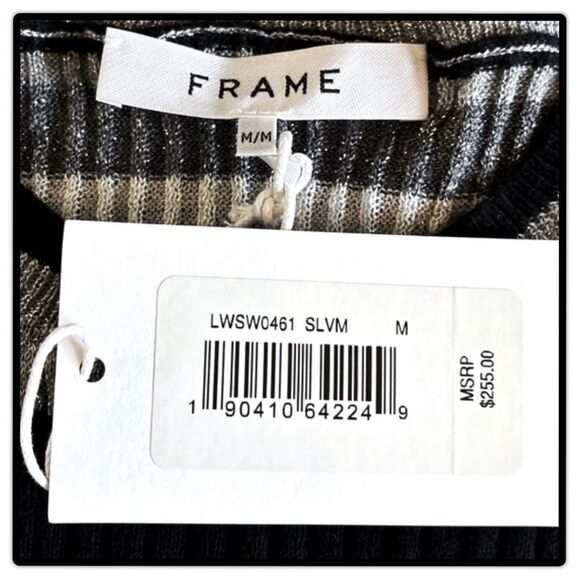 FRAME
M/M
LWSW0461 SLVM M
1 90410 64224 9
MSRP
$255.00